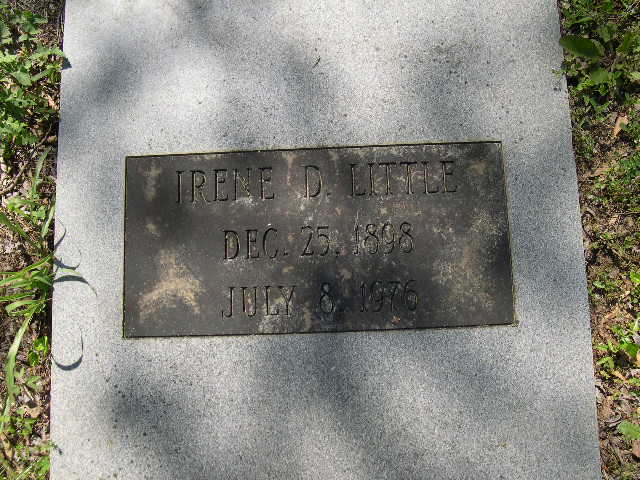 IRENE D. LITTLE
DEC. 25, 1898
JULY 8, 1976